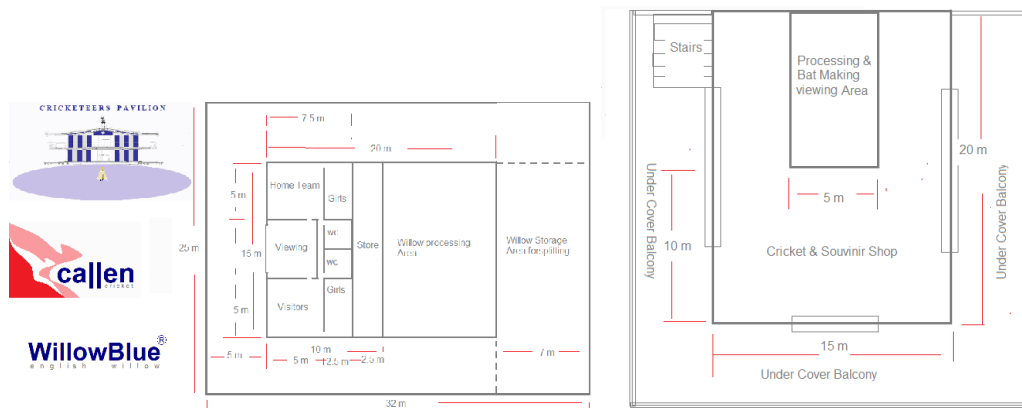 CRICKETEERS PAVILION
callen
cricket
WillowBlue®
english willow
7.5 m
20 m
5 m
25 m
15 m
5 m
5 m
Home Team
Girls
Viewing
wc
wc
Store
Willow processing
Area
Willow Storage
Area forsplitting
Visitors
Girls
10 m
5 m
2.5 m
2.5 m
7 m
32 m
Stairs
Processing &
Bat Making
viewing Area
20 m
5 m
10 m
Under Cover Balcony
Under Cover Balcony
Cricket & Souvinir Shop
15 m
Under Cover Balcony